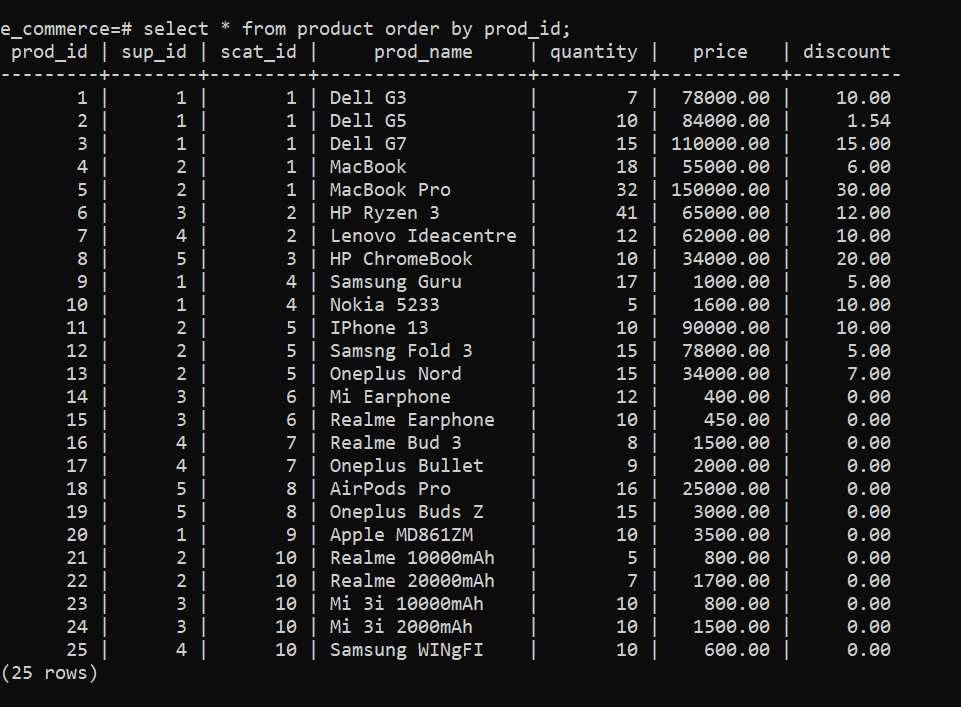 e_commerce=# select * from product order by prod_id;
 prod_id | sup_id | scat_id |     prod_name     | quantity |   price   | discount
---------+--------+---------+-------------------+----------+-----------+----------
       1 |      1 |       1 | Dell G3           |        7 |  78000.00 |    10.00
       2 |      1 |       1 | Dell G5           |       10 |  84000.00 |     1.54
       3 |      1 |       1 | Dell G7           |       15 | 110000.00 |    15.00
       4 |      2 |       1 | MacBook           |       18 |  55000.00 |     6.00
       5 |      2 |       1 | MacBook Pro       |       32 | 150000.00 |    30.00
       6 |      3 |       2 | HP Ryzen 3        |       41 |  65000.00 |    12.00
       7 |      4 |       2 | Lenovo Ideacentre |       12 |  62000.00 |    10.00
       8 |      5 |       3 | HP ChromeBook     |       10 |  34000.00 |    20.00
       9 |      1 |       4 | Samsung Guru      |       17 |   1000.00 |     5.00
      10 |      1 |       4 | Nokia 5233        |        5 |   1600.00 |    10.00
      11 |      2 |       5 | IPhone 13         |       10 |  90000.00 |    10.00
      12 |      2 |       5 | Samsng Fold 3     |       15 |  78000.00 |     5.00
      13 |      2 |       5 | Oneplus Nord      |       15 |  34000.00 |     7.00
      14 |      3 |       6 | Mi Earphone       |       12 |    400.00 |     0.00
      15 |      3 |       6 | Realme Earphone   |       10 |    450.00 |     0.00
      16 |      4 |       7 | Realme Bud 3      |        8 |   1500.00 |     0.00
      17 |      4 |       7 | Oneplus Bullet    |        9 |   2000.00 |     0.00
      18 |      5 |       8 | AirPods Pro       |       16 |  25000.00 |     0.00
      19 |      5 |       8 | Oneplus Buds Z    |       15 |   3000.00 |     0.00
      20 |      1 |       9 | Apple MD861ZM     |       10 |   3500.00 |     0.00
      21 |      2 |      10 | Realme 10000mAh   |        5 |    800.00 |     0.00
      22 |      2 |      10 | Realme 20000mAh   |        7 |   1700.00 |     0.00
      23 |      3 |      10 | Mi 3i 10000mAh    |       10 |    800.00 |     0.00
      24 |      3 |      10 | Mi 3i 2000mAh     |       10 |   1500.00 |     0.00
      25 |      4 |      10 | Samsung WINgFI    |       10 |    600.00 |     0.00
(25 rows)